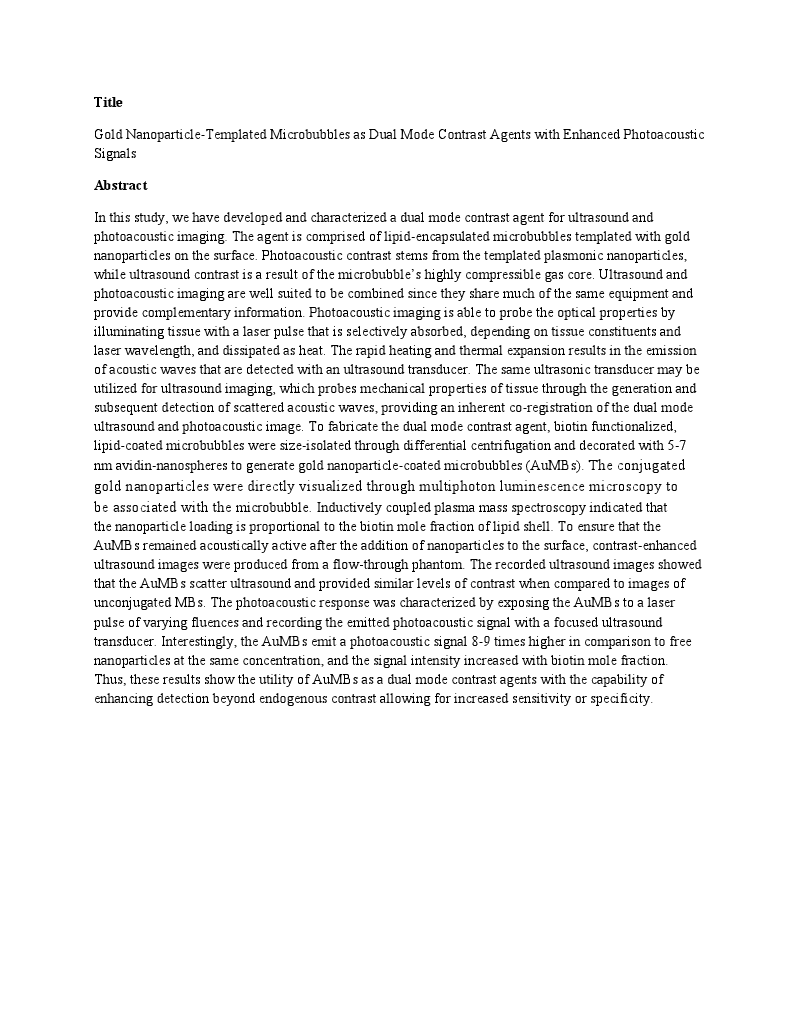 Title
Gold Nanoparticle-Templated Microbubbles as Dual Mode Contrast Agents with Enhanced Photoacoustic
Signals
Abstract
In this study, we have developed and characterized a dual mode contrast agent for ultrasound and
photoacoustic imaging. The agent is comprised of lipid-encapsulated microbubbles templated with gold
nanoparticles on the surface. Photoacoustic contrast stems from the templated plasmonic nanoparticles,
while ultrasound contrast is a result of the microbubble’s highly compressible gas core. Ultrasound and
photoacoustic imaging are well suited to be combined since they share much of the same equipment and
provide complementary information. Photoacoustic imaging is able to probe the optical properties by
illuminating tissue with a laser pulse that is selectively absorbed, depending on tissue constituents and
laser wavelength, and dissipated as heat. The rapid heating and thermal expansion results in the emission
of acoustic waves that are detected with an ultrasound transducer. The same ultrasonic transducer may be
utilized for ultrasound imaging, which probes mechanical properties of tissue through the generation and
subsequent detection of scattered acoustic waves, providing an inherent co-registration of the dual mode
ultrasound and photoacoustic image. To fabricate the dual mode contrast agent, biotin functionalized,
lipid-coated microbubbles were size-isolated through differential centrifugation and decorated with 5-7
nm avidin-nanospheres to generate gold nanoparticle-coated microbubbles (AuMBs). The conjugated
gold nanoparticles were directly visualized through multiphoton luminescence microscopy to
be associated with the microbubble. Inductively coupled plasma mass spectroscopy indicated that
the nanoparticle loading is proportional to the biotin mole fraction of lipid shell. To ensure that the
AuMBs remained acoustically active after the addition of nanoparticles to the surface, contrast-enhanced
ultrasound images were produced from a flow-through phantom. The recorded ultrasound images showed
that the AuMBs scatter ultrasound and provided similar levels of contrast when compared to images of
unconjugated MBs. The photoacoustic response was characterized by exposing the AuMBs to a laser
pulse of varying fluences and recording the emitted photoacoustic signal with a focused ultrasound
transducer. Interestingly, the AuMBs emit a photoacoustic signal 8-9 times higher in comparison to free
nanoparticles at the same concentration, and the signal intensity increased with biotin mole fraction.
Thus, these results show the utility of AuMBs as a dual mode contrast agents with the capability of
enhancing detection beyond endogenous contrast allowing for increased sensitivity or specificity.